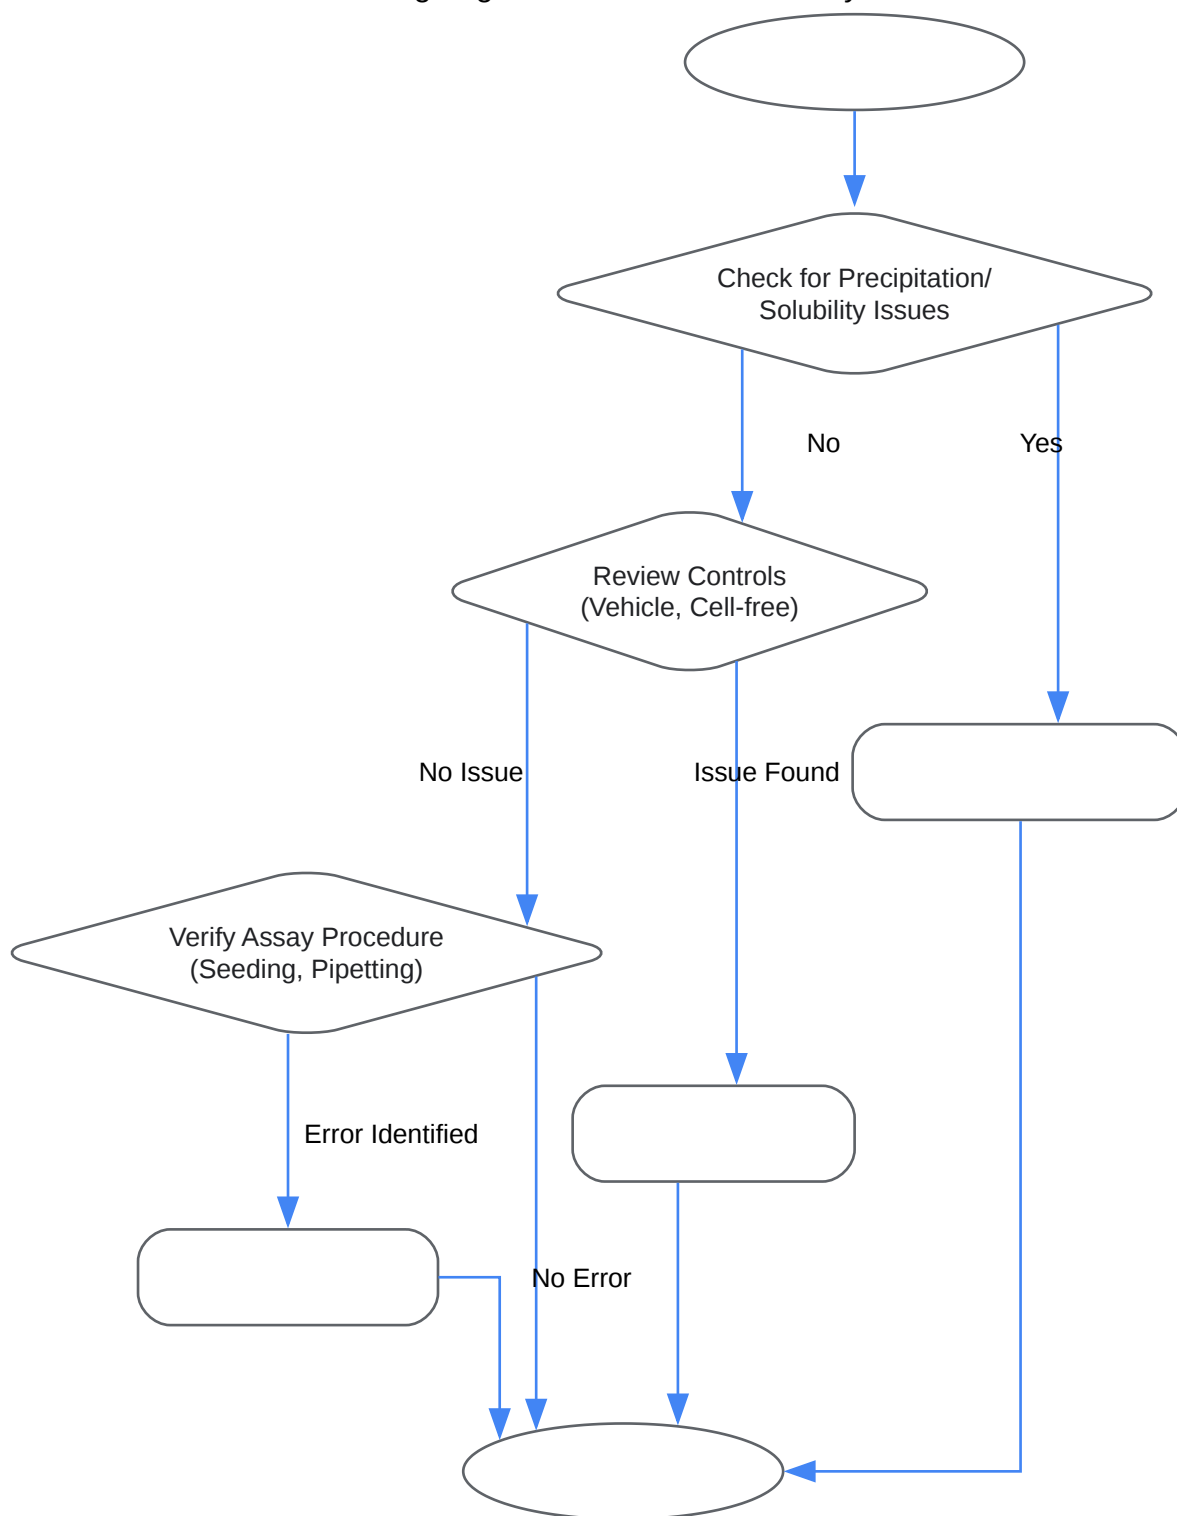 Check for Precipitation/
Solubility Issues
No
Yes
Review Controls
(Vehicle, Cell-free)
No Issue
Issue Found
Verify Assay Procedure
(Seeding, Pipetting)
Error Identified
No Error